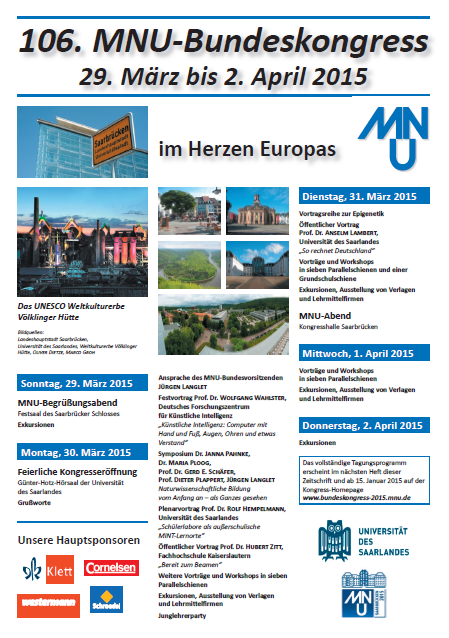 106. MNU-Bundeskongress
29. März bis 2. April 2015
Saarbrücken
im Herzen Europas
MNU
Das UNESCO Weltkulturerbe
Völklinger Hütte
Bildquellen:
Landeshauptstadt Saarbrücken,
Universität des Saarlandes, Weltkulturerbe Völklinger
Hütte, OLIVER DIETZE, MARCO GROH
Sonntag, 29. März 2015
MNU-Begrüßungsabend
Festsaal des Saarbrücker Schlosses
Exkursionen
Montag, 30. März 2015
Feierliche Kongresseröffnung
Günter-Hotz-Hörsaal der Universität
des Saarlandes
Grußworte
Unsere Hauptsponsoren
Klett
Cornelsen
westermann
Schroedel
Ansprache des MNU-Bundesvorsitzenden
JÜRGEN LANGLET
Festvortrag Prof. Dr. WOLFGANG WAHLSTER,
Deutsches Forschungszentrum
für Künstliche Intelligenz
„Künstliche Intelligenz: Computer mit
Hand und Fuß, Augen, Ohren und etwas
Verstand“
Symposium Dr. JANNA PAHNKE,
Dr. MARIA PLOOG,
Prof. Dr. GERD E. SCHÄFER,
Prof. DIETER PLAPPERT, JÜRGEN LANGLET
Naturwissenschaftliche Bildung
vom Anfang an – als Ganzes gesehen
Plenarvortrag Prof. Dr. ROLF HEMPELMANN,
Universität des Saarlandes
„Schülerlabore als außerschulische
MINT-Lernorte“
Öffentlicher Vortrag Prof. Dr. HUBERT ZITT,
Fachhochschule Kaiserslautern
„Bereit zum Beamen“
Weitere Vorträge und Workshops in sieben
Parallelschienen
Exkursionen, Ausstellung von Verlagen
und Lehrmittelfirmen
Junglehrerparty
Dienstag, 31. März 2015
Vortragsreihe zur Epigenetik
Öffentlicher Vortrag
Prof. Dr. ANSELM LAMBERT,
Universität des Saarlandes
„So rechnet Deutschland“
Vorträge und Workshops
in sieben Parallelschienen und einer
Grundschulschiene
Exkursionen, Ausstellung von Verlagen
und Lehrmittelfirmen
MNU-Abend
Kongresshalle Saarbrücken
Mittwoch, 1. April 2015
Vorträge und Workshops
in sieben Parallelschienen
Exkursionen, Ausstellung von Verlagen
und Lehrmittelfirmen
Donnerstag, 2. April 2015
Exkursionen
Das vollständige Tagungsprogramm
erscheint im nächsten Heft dieser
Zeitschrift und ab 15. Januar 2015 auf der
Kongress-Homepage
www.bundeskongress-2015.mnu.de
UNIVERSITÄT
DES
SAARLANDES
MNU